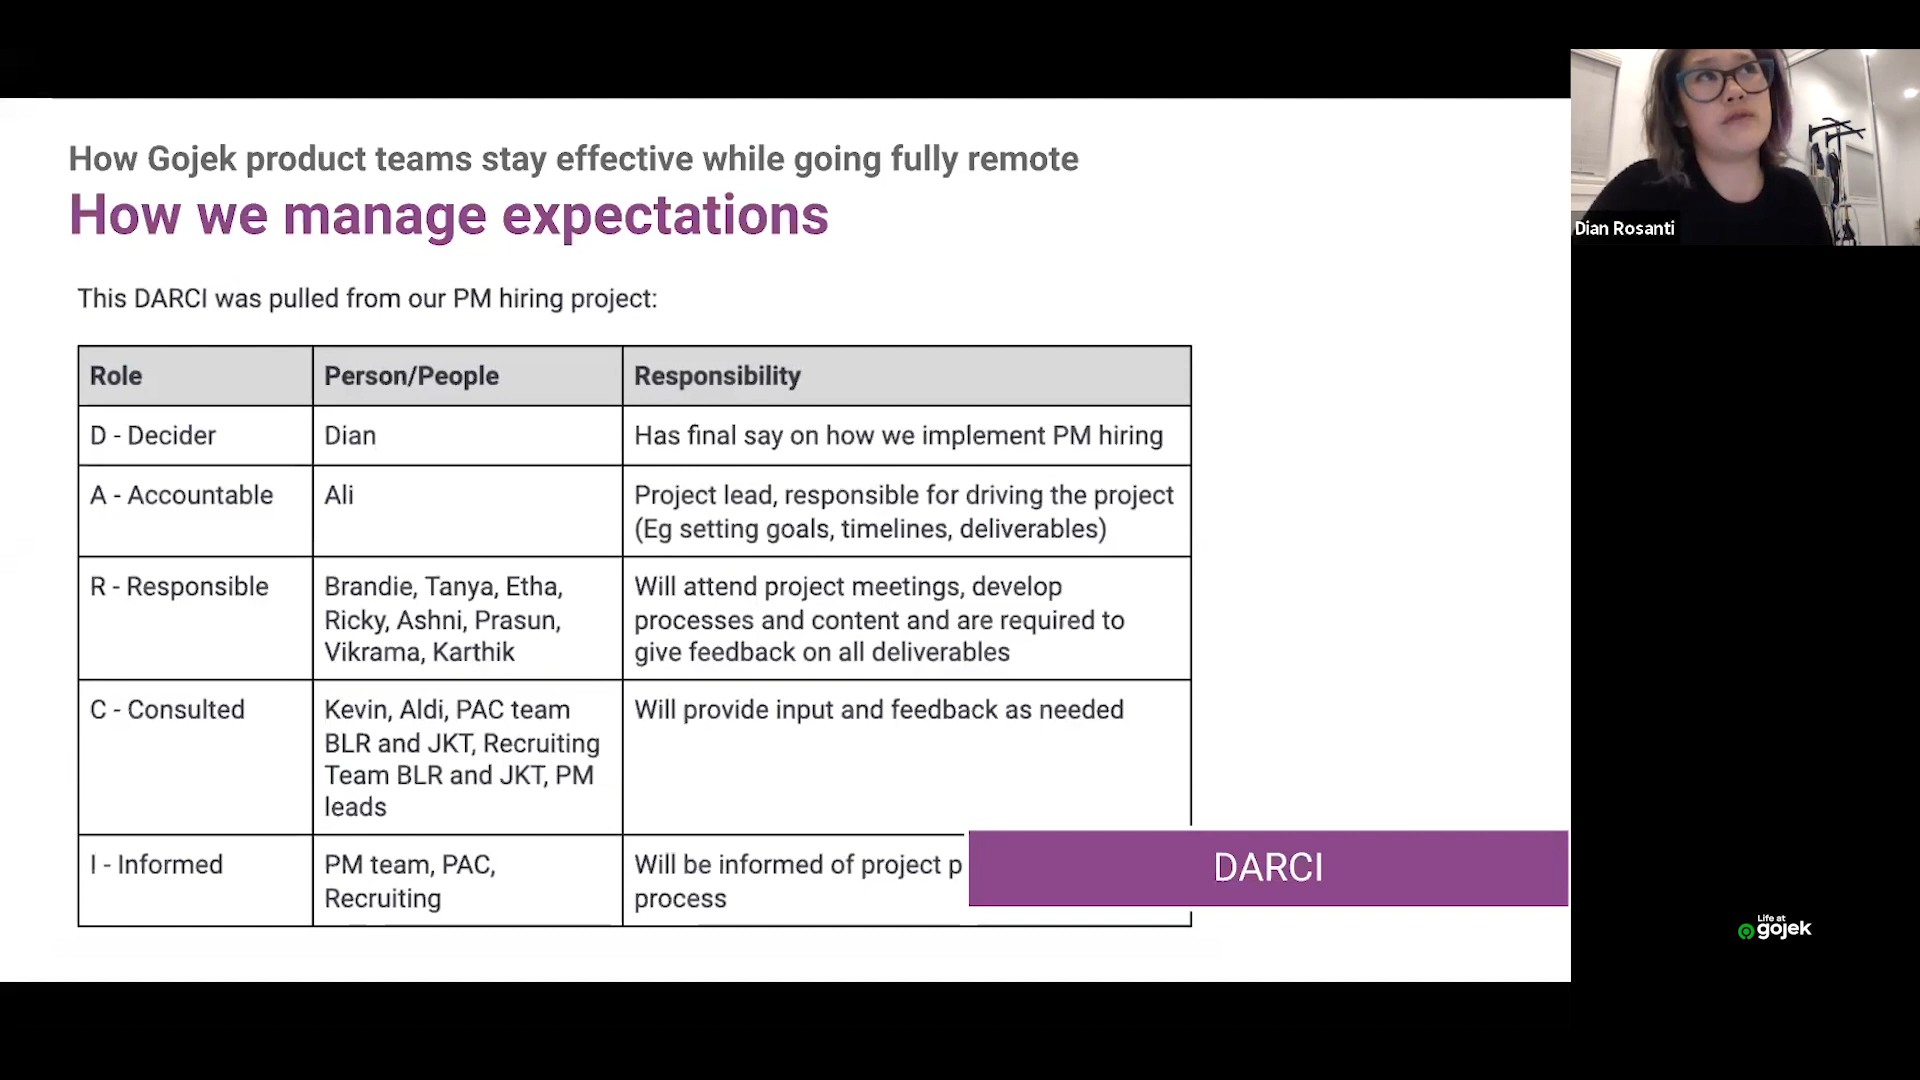 How Gojek product teams stay effective while going fully remote
How we manage expectations
This DARCI was pulled from our PM hiring project:
Role
Person/People
Responsibility
D - Decider
Dian
Has final say on how we implement PM hiring
A - Accountable
Ali
Project lead, responsible for driving the project
(Eg setting goals, timelines, deliverables)
R - Responsible
Brandie, Tanya, Etha,
Ricky, Ashni, Prasun,
Vikrama, Karthik
Will attend project meetings, develop
processes and content and are required to
give feedback on all deliverables
C - Consulted
Kevin, Aldi, PAC team
BLR and JKT, Recruiting
Team BLR and JKT, PM
leads
Will provide input and feedback as needed
I - Informed
PM team, PAC,
Recruiting
Will be informed of project
process
DARCI
Dian Rosanti
Life at
gojek